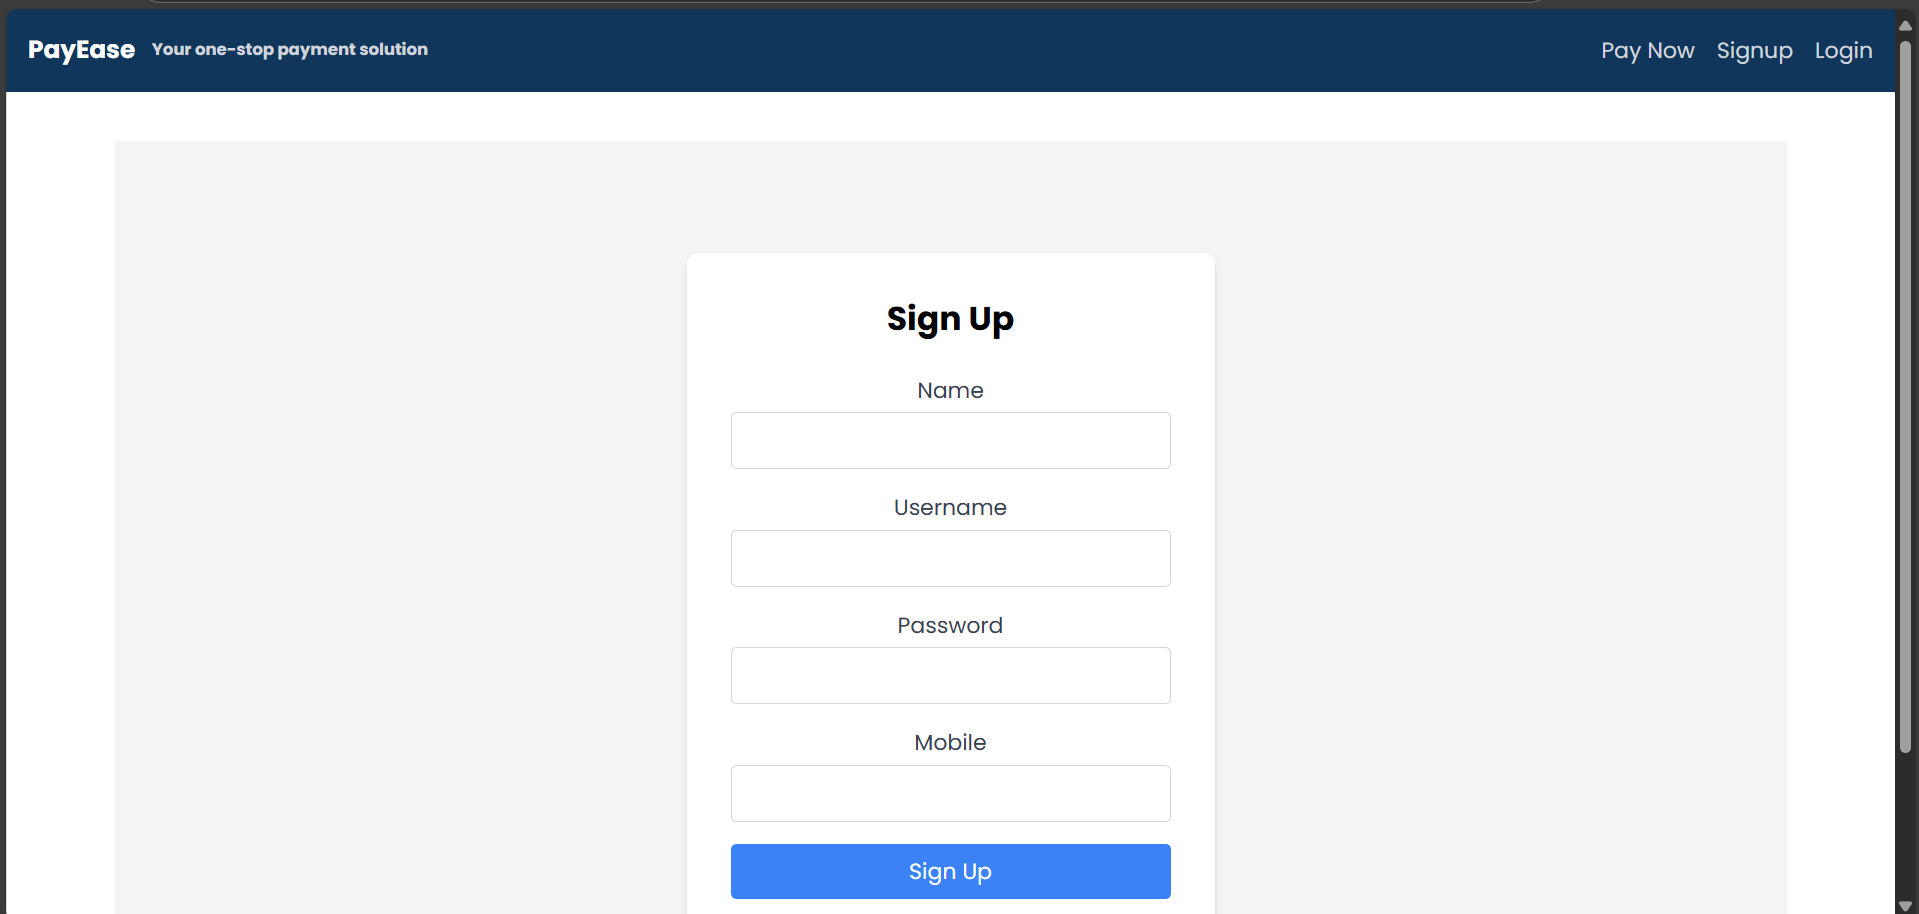 PayEase Your one-stop payment solution Pay Now Signup Login
Sign Up
Name
Username
Password
Mobile
Sign Up